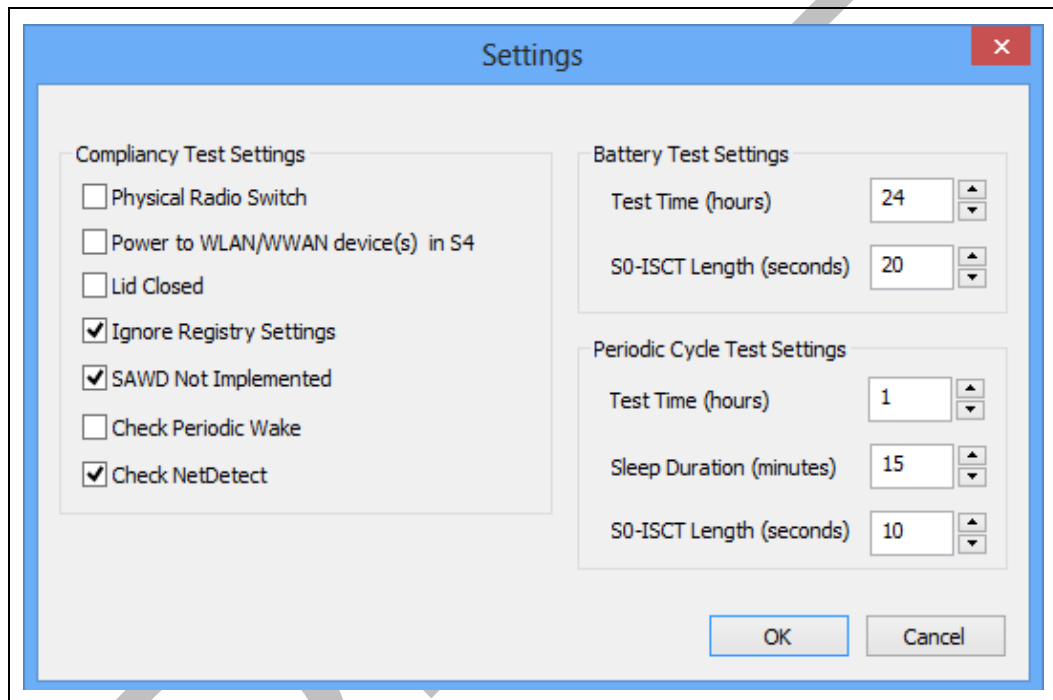 Settings
Compliancy Test Settings
Physical Radio Switch
Power to WLAN/WWAN device(s) in S4
Lid Closed
Ignore Registry Settings
SAWD Not Implemented
Check Periodic Wake
Check NetDetect
Battery Test Settings
Test Time (hours) 24
S0-ISCT Length (seconds) 20
Periodic Cycle Test Settings
Test Time (hours) 1
Sleep Duration (minutes) 15
S0-ISCT Length (seconds) 10
OK Cancel